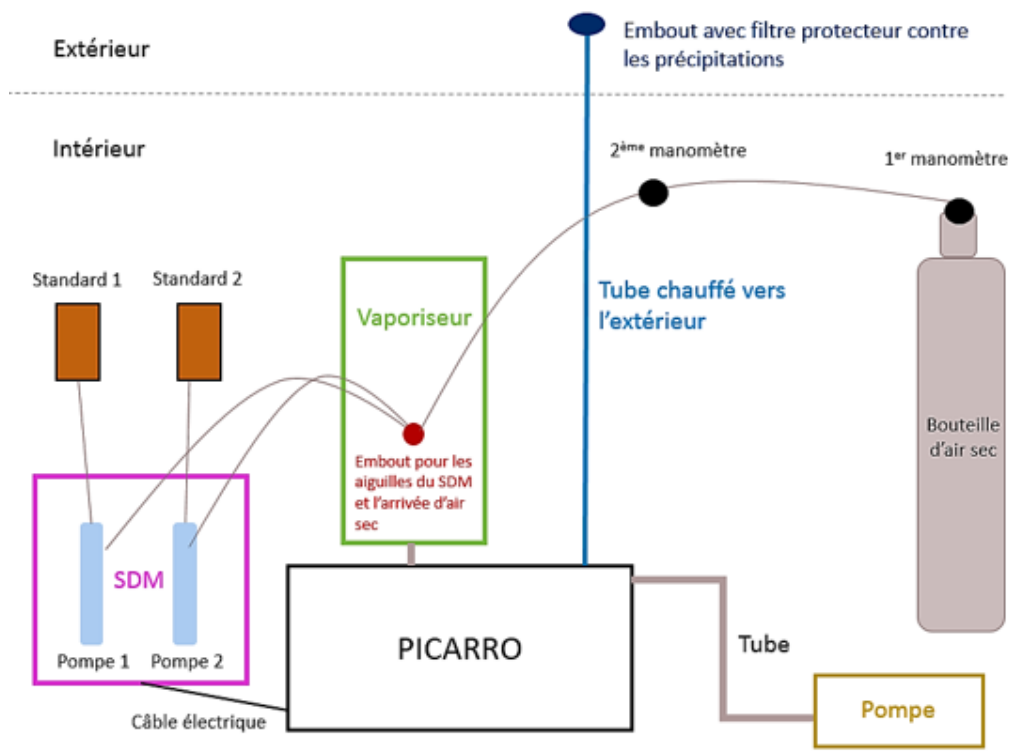 Extérieur
Embout avec filtre protecteur contre
les précipitations
Intérieur
2ème manomètre
1er manomètre
Standard 1
Standard 2
Vaporiseur
Tube chauffé vers
l'extérieur
Bouteille
d'air sec
Embout pour les
aiguilles du SDM
et l'arrivée d'air
sec
SDM
Pompe 1
Pompe 2
PICARRO
Tube
Câble électrique
Pompe